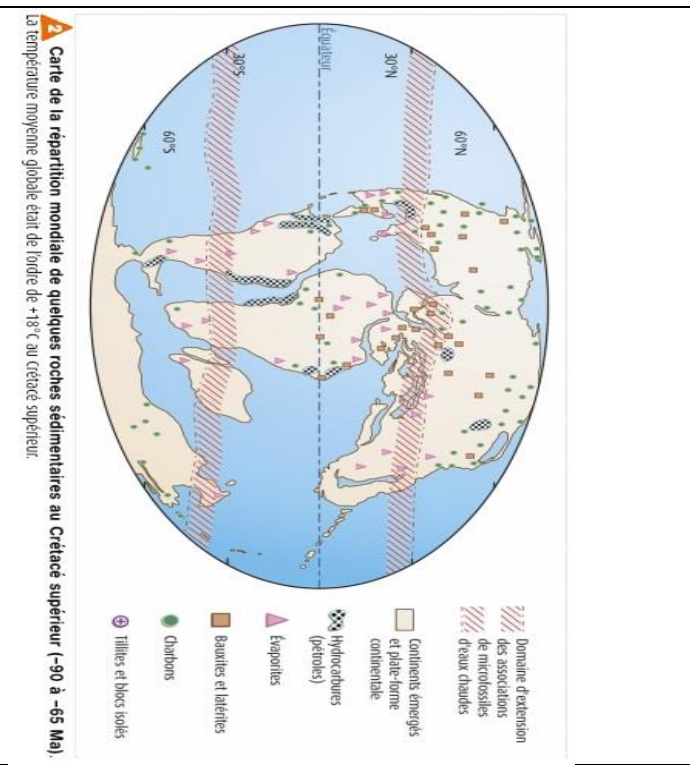 60°N
30°N
Équateur
30°S
60°S
Domaine d'extension
des associations
de microfossiles
d'eaux chaudes
Continents émergés
et plate-forme
continentale
Hydrocarbures
(pétroles)
Évaporites
Bauxites et latérites
Charbons
Tillites et blocs isolés
2 Carte de la répartition mondiale de quelques roches sédimentaires au Crétacé supérieur (–90 à –65 Ma).
La température moyenne globale était de l'ordre de +18°C au crétacé supérieur.